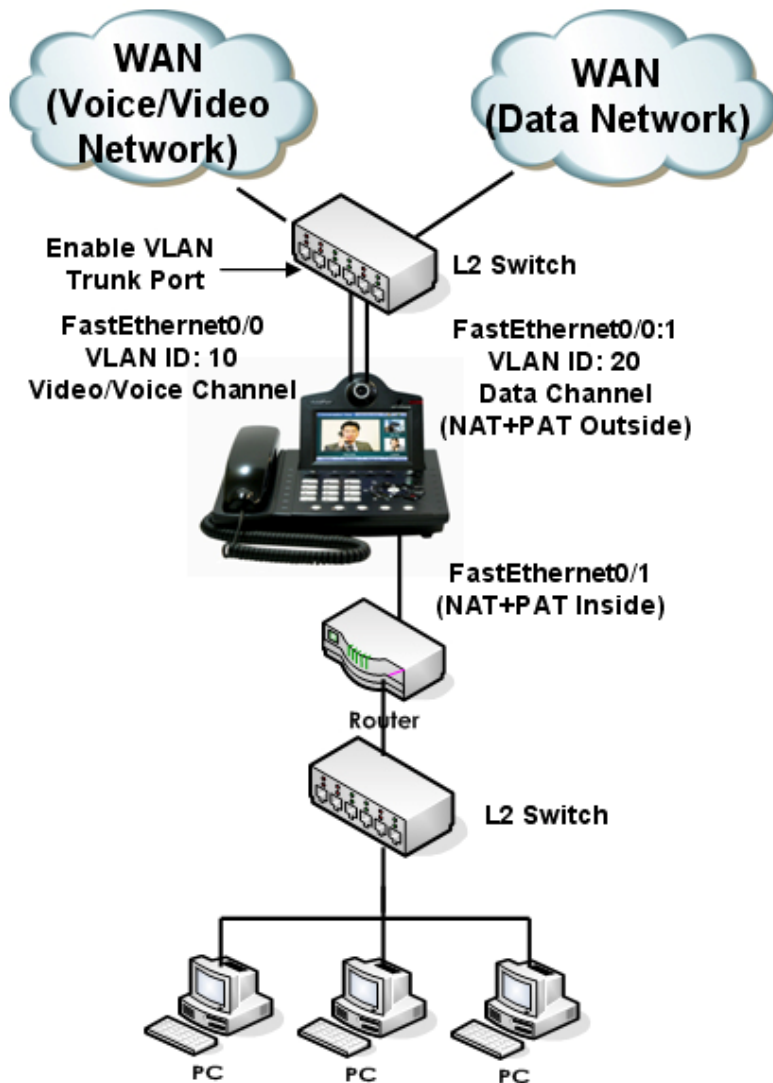 WAN
(Voice/Video
Network)
WAN
(Data Network)
Enable VLAN
Trunk Port
L2 Switch
FastEthernet0/0
VLAN ID: 10
Video/Voice Channel
FastEthernet0/0:1
VLAN ID: 20
Data Channel
(NAT+PAT Outside)
FastEthernet0/1
(NAT+PAT Inside)
Router
L2 Switch
PC
PC
PC